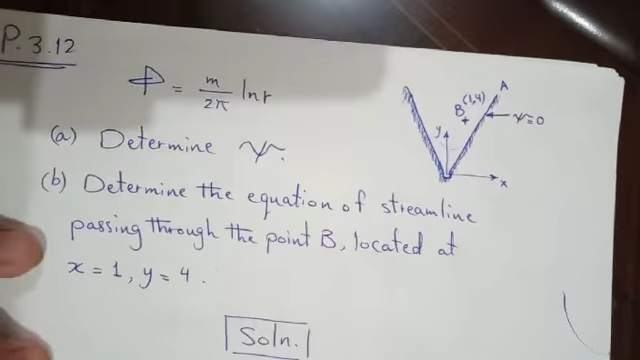 P. 3.12
Φ = m/2π ln r
(a) Determine ψ.
(b) Determine the equation of streamline
passing through the point B, located at
x = 1, y = 4.
A
(1,4)
B
ψ=0
y
x
Soln.